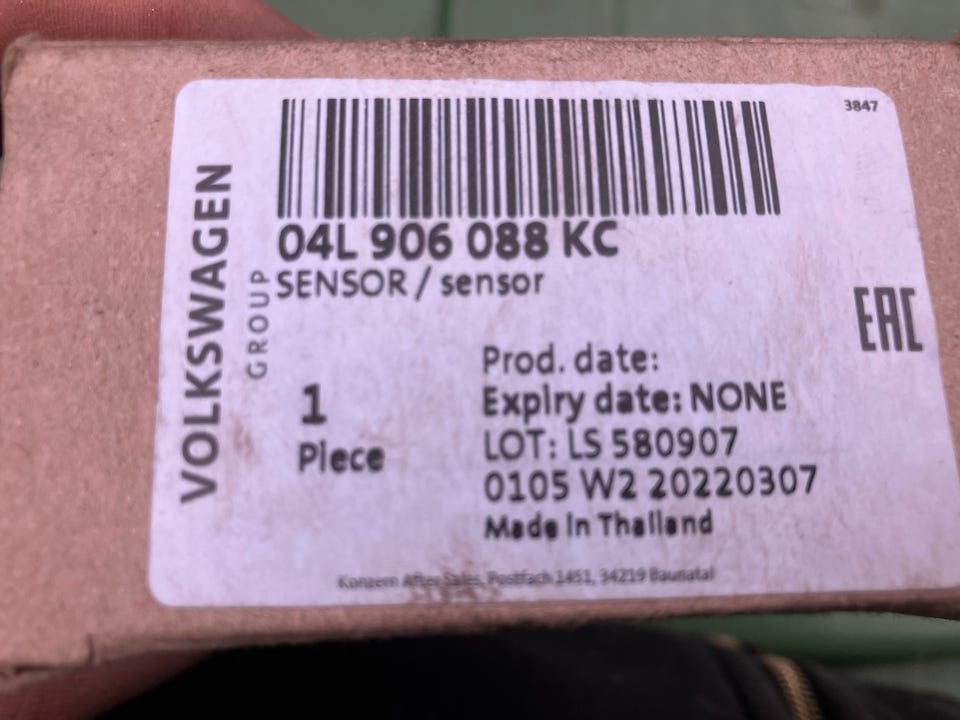 3847
VOLKSWAGEN
GROUP
04L 906 088 KC
SENSOR / sensor
EAC
1
Piece
Prod. date:
Expiry date: NONE
LOT: LS 580907
0105 W2 20220307
Made in Thailand
Konzern After Sales, Postfach 1451, 34219 Baunatal